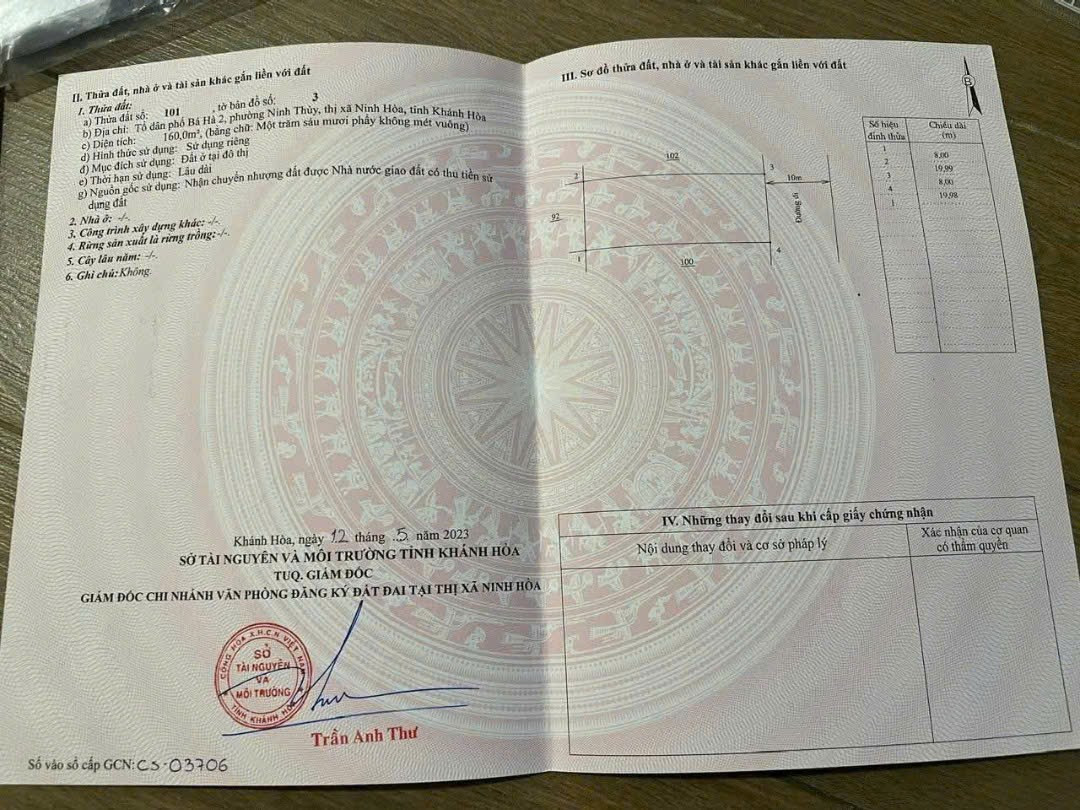 II. Thửa đất, nhà ở và tài sản khác gắn liền với đất
1. Thửa đất:
a) Thửa đất số: 101 , tờ bản đồ số: 3
b) Địa chỉ: Tổ dân phố Bá Hà 2, phường Ninh Thủy, thị xã Ninh Hòa, tỉnh Khánh Hòa
c) Diện tích: 160,0m², (bằng chữ: Một trăm sáu mươi phẩy không mét vuông)
d) Hình thức sử dụng: Sử dụng riêng
đ) Mục đích sử dụng: Đất ở tại đô thị
e) Thời hạn sử dụng: Lâu dài
g) Nguồn gốc sử dụng: Nhận chuyển nhượng đất được Nhà nước giao đất có thu tiền sử
dụng đất
2. Nhà ở: -/-.
3. Công trình xây dựng khác: -/-.
4. Rừng sản xuất là rừng trồng:-/-.
5. Cây lâu năm: -/-.
6. Ghi chú: Không.
Khánh Hòa, ngày 12 tháng .5. năm 2023
SỞ TÀI NGUYÊN VÀ MÔI TRƯỜNG TỈNH KHÁNH HÒA
TUQ. GIÁM ĐỐC
GIÁM ĐỐC CHI NHÁNH VĂN PHÒNG ĐĂNG KÝ ĐẤT ĐAI TẠI THỊ XÃ NINH HÒA
CỘNG HÒA X.H.C.N VIỆT NAM
SỞ
TÀI NGUYÊN
VÀ
MÔI TRƯỜNG
TỈNH KHÁNH HÒA
Trần Anh Thư
Số vào sổ cấp GCN: CS-03706
III. Sơ đồ thửa đất, nhà ở và tài sản khác gắn liền với đất
B
Số hiệu đỉnh thửa
Chiều dài (m)
1
8,00
2
19,99
3
8,00
4
19,98
1
102
2
3
10m
Đường đi
92
1
100
4
IV. Những thay đổi sau khi cấp giấy chứng nhận
Nội dung thay đổi và cơ sở pháp lý
Xác nhận của cơ quan
có thẩm quyền